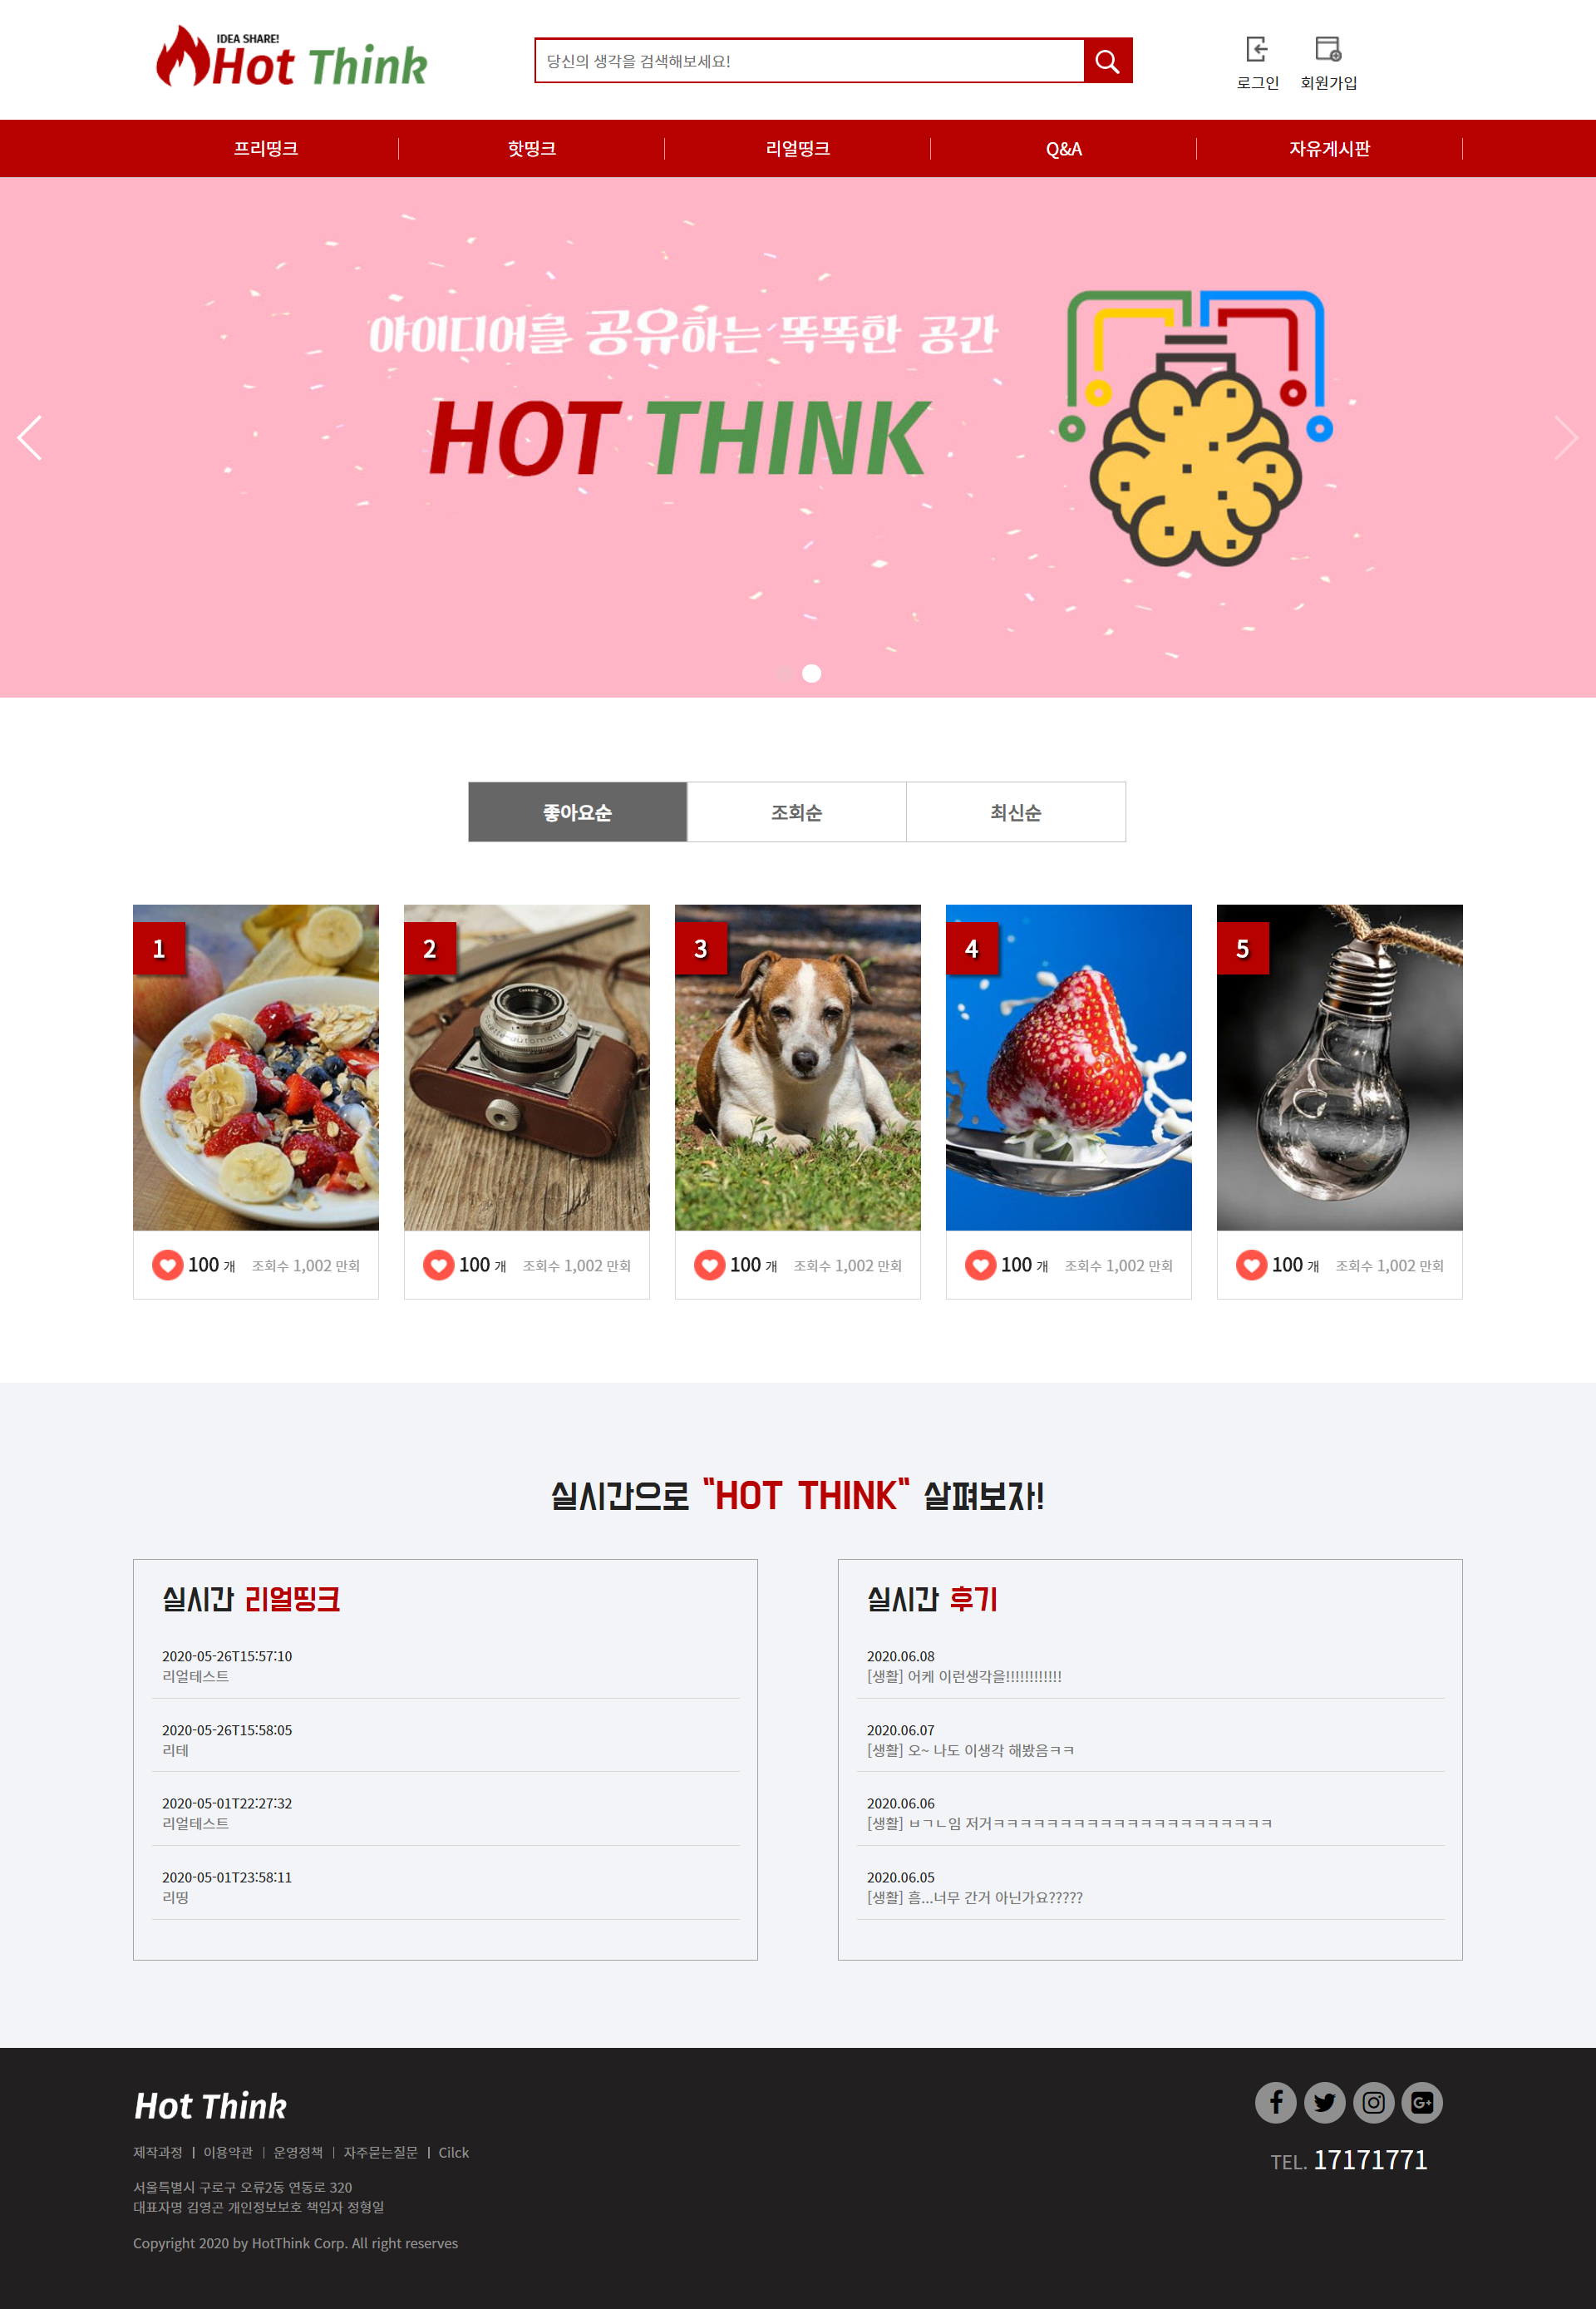 IDEA SHARE!
Hot Think
당신의 생각을 검색해보세요!
로그인 회원가입
프리띵크 핫띵크 리얼띵크 Q&A 자유게시판
아이디어를 공유하는 똑똑한 공간
HOT THINK
좋아요순 조회순 최신순
1 2 3 4 5
100 개 조회수 1,002 만회 100 개 조회수 1,002 만회 100 개 조회수 1,002 만회 100 개 조회수 1,002 만회 100 개 조회수 1,002 만회
실시간으로 "HOT THINK" 살펴보자!
실시간 리얼띵크
2020-05-26T15:57:10
리얼테스트
2020-05-26T15:58:05
리테
2020-05-01T22:27:32
리얼테스트
2020-05-01T23:58:11
리띵
실시간 후기
2020.06.08
[생활] 어케 이런생각을!!!!!!!!!!!!
2020.06.07
[생활] 오~ 나도 이생각 해봤음ㅋㅋ
2020.06.06
[생활] ㅂㄱㄴ임 저거ㅋㅋㅋㅋㅋㅋㅋㅋㅋㅋㅋㅋㅋㅋㅋㅋㅋㅋㅋㅋㅋ
2020.06.05
[생활] 흠...너무 간거 아닌가요?????
Hot Think
제작과정 | 이용약관 | 운영정책 | 자주묻는질문 | Cilck
서울특별시 구로구 오류2동 연동로 320
대표자명 김영곤 개인정보보호 책임자 정형일
Copyright 2020 by HotThink Corp. All right reserves
TEL. 17171771